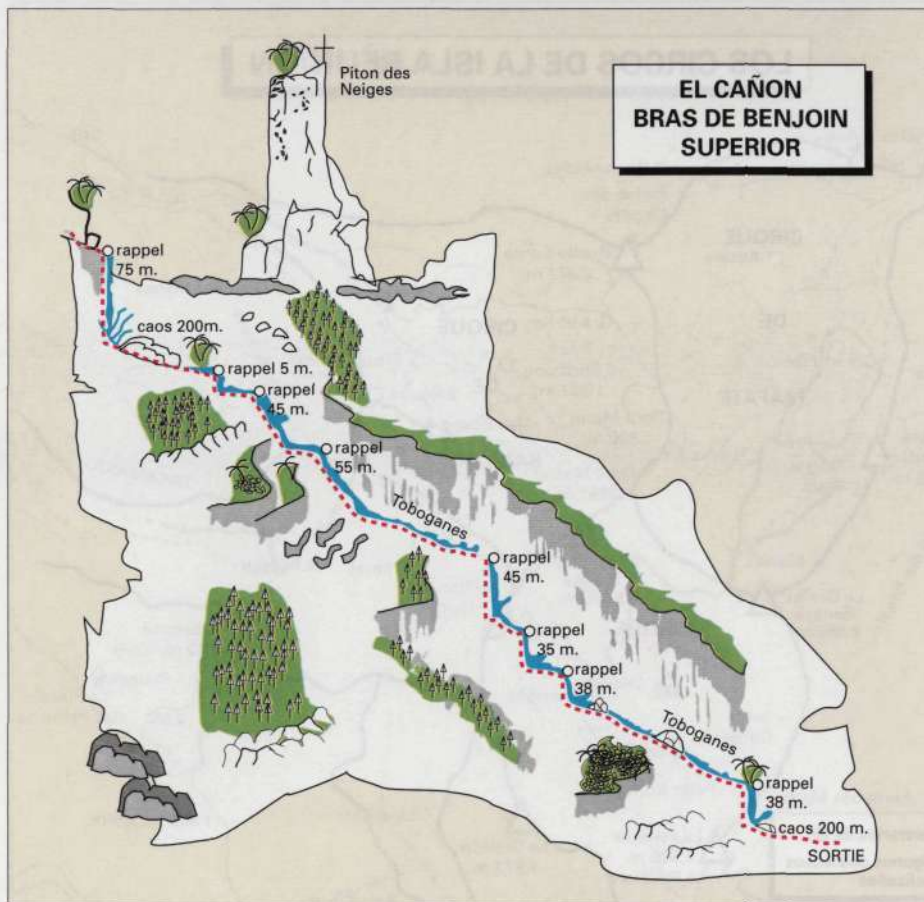 Piton des
Neiges
EL CAÑON
BRAS DE BENJOIN
SUPERIOR
rappel
75 m.
caos 200m.
rappel 5 m.
rappel
45 m.
rappel
55 m.
Toboganes
rappel
45 m.
rappel
35 m.
rappel
38 m.
Toboganes
rappel
38 m.
caos 200 m.
SORTIE